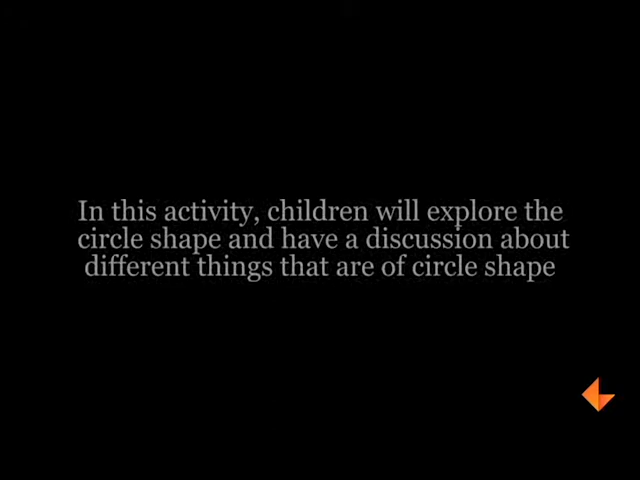 In this activity, children will explore the
circle shape and have a discussion about
different things that are of circle shape